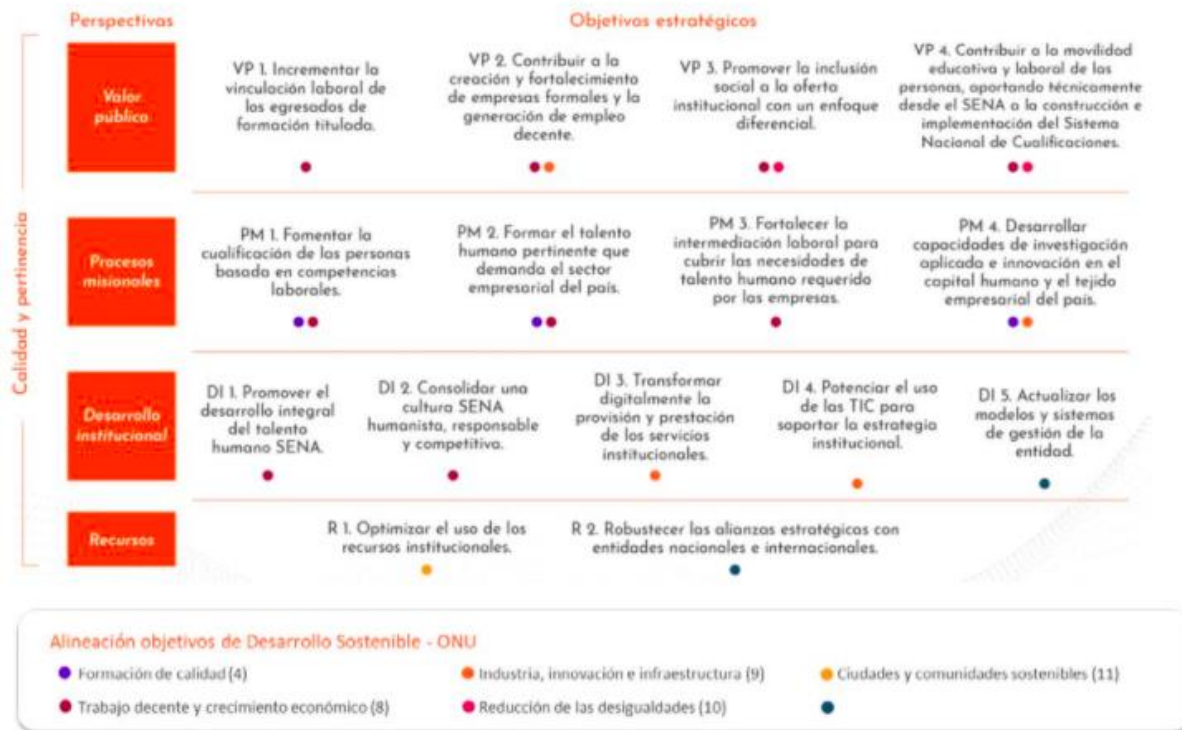 Perspectivas
Objetivos estratégicos
Calidad y pertinencia
Valor
público
VP 1. Incrementar la
vinculación laboral de
los egresados de
formación titulada.
VP 2. Contribuir a la
creación y fortalecimiento
de empresas formales y la
generación de empleo
decente.
VP 3. Promover la inclusión
social a la oferta
institucional con un enfoque
diferencial.
VP 4. Contribuir a la movilidad
educativa y laboral de las
personas, aportando técnicamente
desde el SENA a la construcción e
implementación del Sistema
Nacional de Cualificaciones.
Procesos
misionales
PM 1. Fomentar la
cualificación de las personas
basada en competencias
laborales.
PM 2. Formar el talento
humano pertinente que
demanda el sector
empresarial del país.
PM 3. Fortalecer la
intermediación laboral para
cubrir las necesidades de
talento humano requerido
por las empresas.
PM 4. Desarrollar
capacidades de investigación
aplicada e innovación en el
capital humano y el tejido
empresarial del país.
Desarrollo
institucional
DI 1. Promover el
desarrollo integral
del talento
humano SENA.
DI 2. Consolidar una
cultura SENA
humanista, responsable
y competitiva.
DI 3. Transformar
digitalmente la
provisión y prestación
de los servicios
institucionales.
DI 4. Potenciar el uso
de las TIC para
soportar la estrategia
institucional.
DI 5. Actualizar los
modelos y sistemas
de gestión de la
entidad.
Recursos
R 1. Optimizar el uso de los
recursos institucionales.
R 2. Robustecer las alianzas estratégicas con
entidades nacionales e internacionales.
Alineación objetivos de Desarrollo Sostenible - ONU
Formación de calidad (4)
Industria, innovación e infraestructura (9)
Ciudades y comunidades sostenibles (11)
Trabajo decente y crecimiento económico (8)
Reducción de las desigualdades (10)